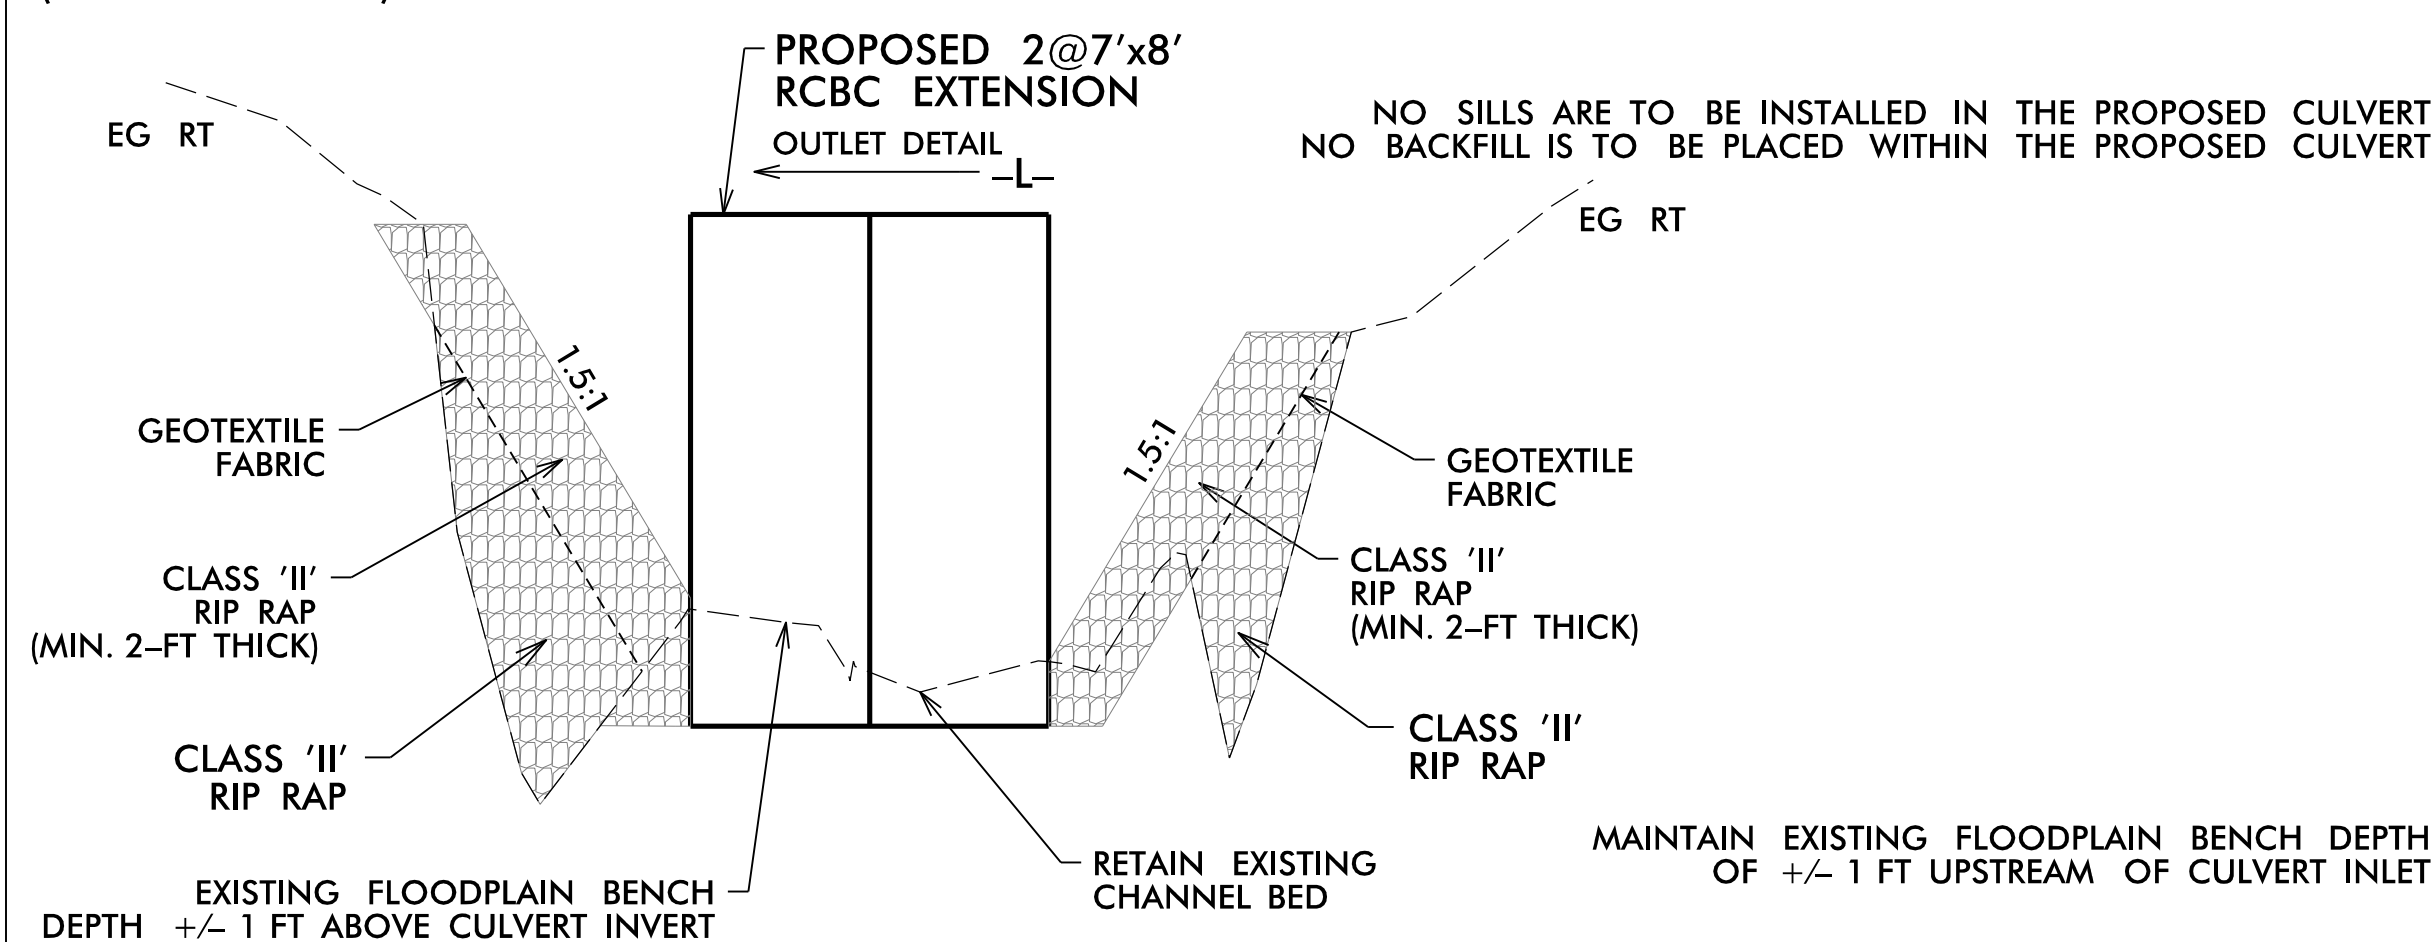 PROPOSED 2@7'x8'
RCBC EXTENSION
OUTLET DETAIL
–L–
NO SILLS ARE TO BE INSTALLED IN THE PROPOSED CULVERT
NO BACKFILL IS TO BE PLACED WITHIN THE PROPOSED CULVERT
EG RT
EG RT
1.5:1
1.5:1
GEOTEXTILE
FABRIC
GEOTEXTILE
FABRIC
CLASS 'II'
RIP RAP
(MIN. 2–FT THICK)
CLASS 'II'
RIP RAP
(MIN. 2–FT THICK)
CLASS 'II'
RIP RAP
CLASS 'II'
RIP RAP
EXISTING FLOODPLAIN BENCH
DEPTH +/– 1 FT ABOVE CULVERT INVERT
RETAIN EXISTING
CHANNEL BED
MAINTAIN EXISTING FLOODPLAIN BENCH DEPTH
OF +/– 1 FT UPSTREAM OF CULVERT INLET